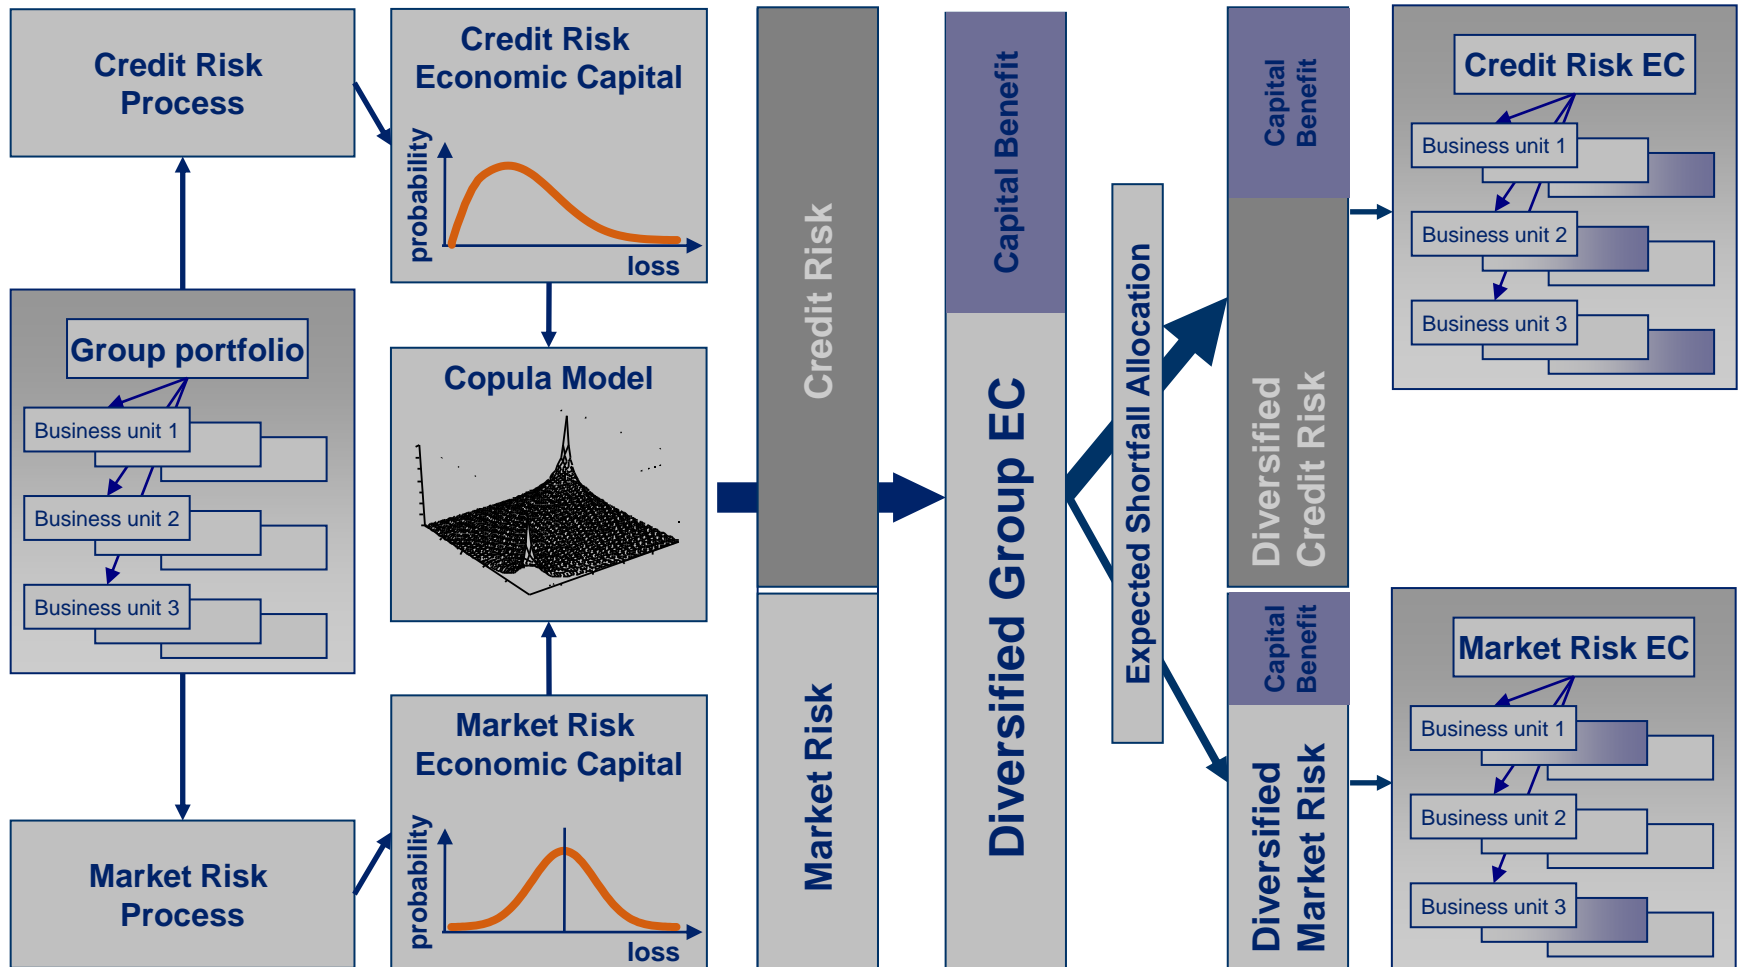 Credit Risk
Process
Group portfolio
Business unit 1
Business unit 2
Business unit 3
Market Risk
Process
Credit Risk
Economic Capital
probability
loss
Copula Model
Market Risk
Economic Capital
probability
loss
Credit Risk
Market Risk
Capital Benefit
Diversified Group EC
Expected Shortfall Allocation
Capital
Benefit
Diversified
Credit Risk
Capital
Benefit
Diversified
Market Risk
Credit Risk EC
Business unit 1
Business unit 2
Business unit 3
Market Risk EC
Business unit 1
Business unit 2
Business unit 3